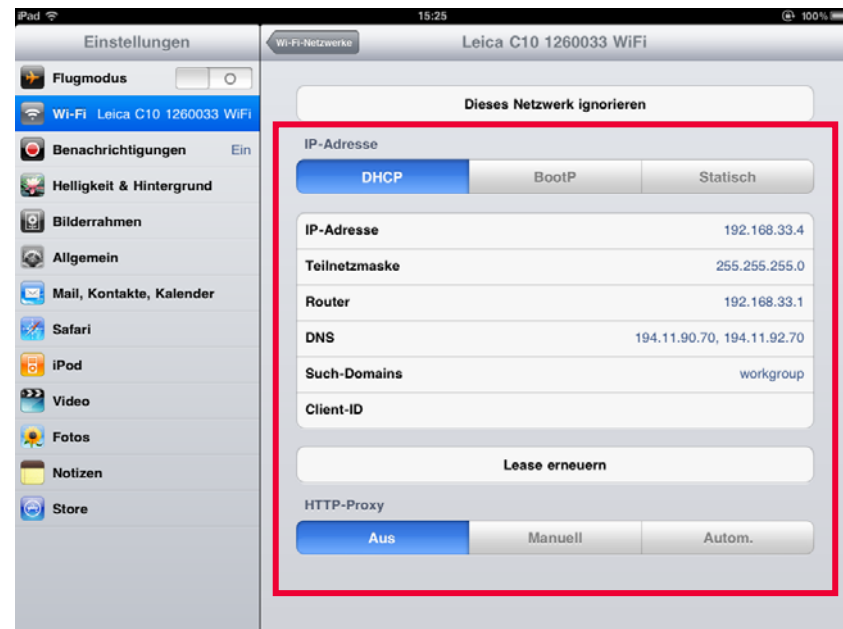 iPad 15:25 100%
Einstellungen
Flugmodus
Wi-Fi Leica C10 1260033 WiFi
Benachrichtigungen Ein
Helligkeit & Hintergrund
Bilderrahmen
Allgemein
Mail, Kontakte, Kalender
Safari
iPod
Video
Fotos
Notizen
Store
Wi-Fi-Netzwerke Leica C10 1260033 WiFi
Dieses Netzwerk ignorieren
IP-Adresse
DHCP BootP Statisch
IP-Adresse 192.168.33.4
Teilnetzmaske 255.255.255.0
Router 192.168.33.1
DNS 194.11.90.70, 194.11.92.70
Such-Domains workgroup
Client-ID
Lease erneuern
HTTP-Proxy
Aus Manuell Autom.